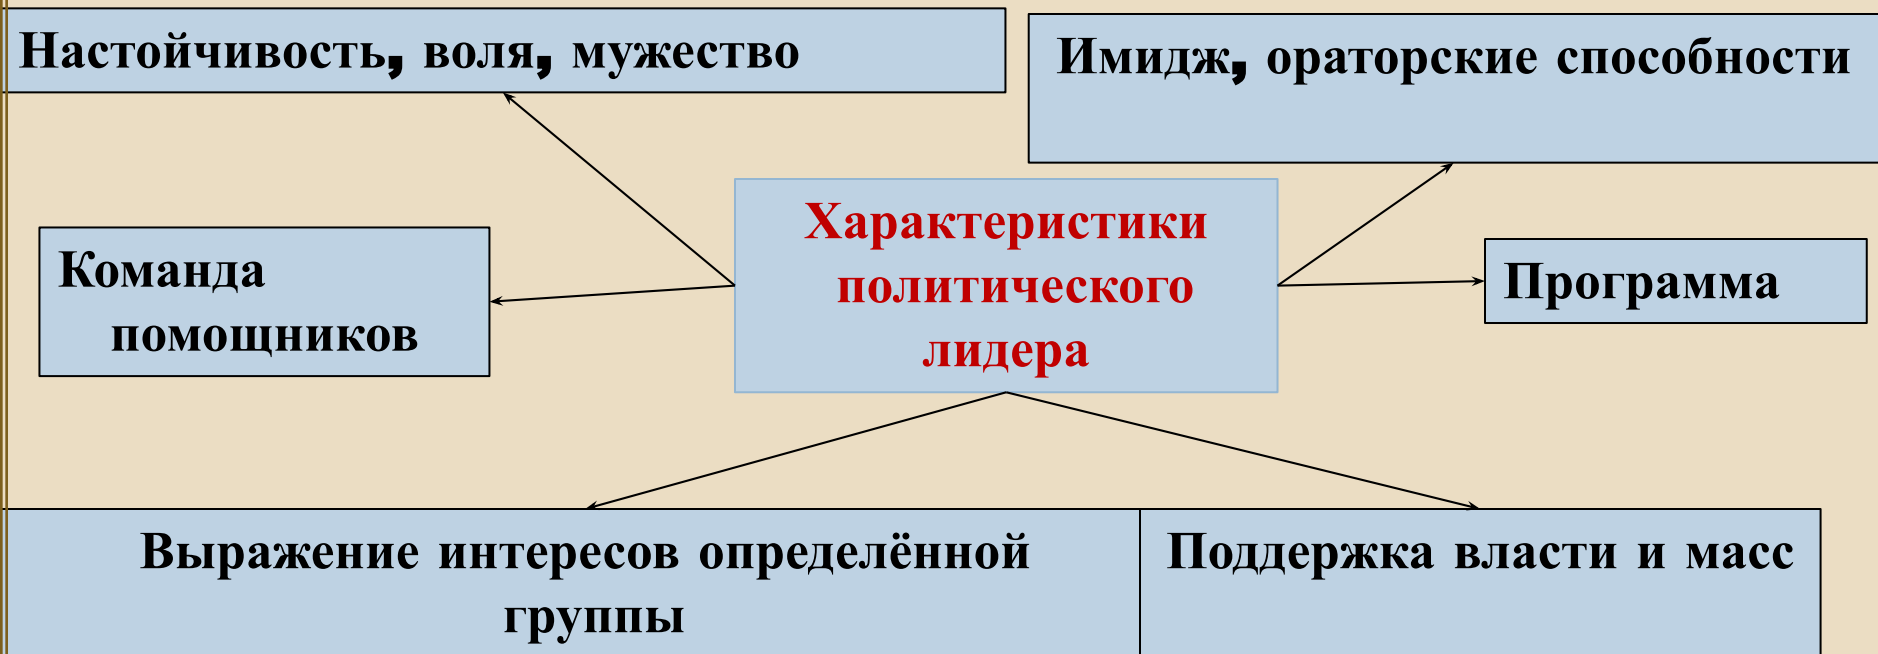 Настойчивость, воля, мужество
Имидж, ораторские способности
Характеристики
политического
лидера
Команда
помощников
Программа
Выражение интересов определённой
группы
Поддержка власти и масс